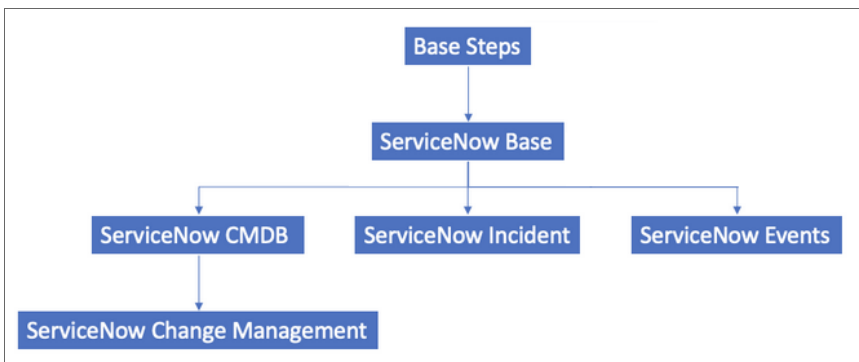 Base Steps
ServiceNow Base
ServiceNow CMDB
ServiceNow Incident
ServiceNow Events
ServiceNow Change Management